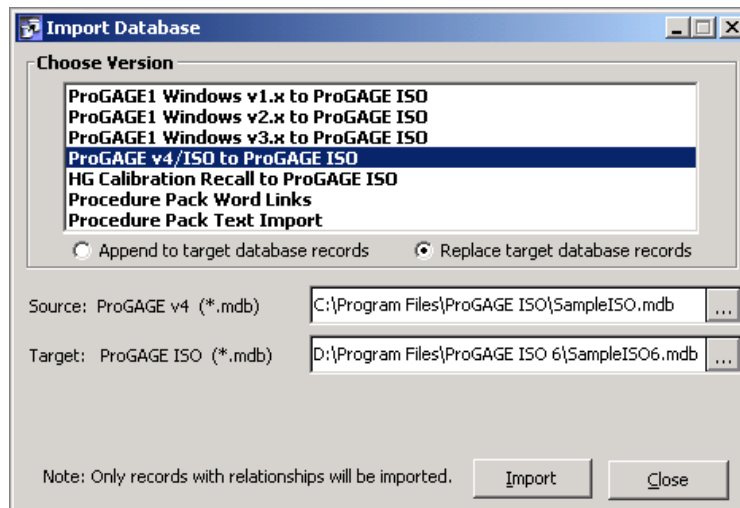 Import Database
Choose Version
ProGAGE1 Windows v1.x to ProGAGE ISO
ProGAGE1 Windows v2.x to ProGAGE ISO
ProGAGE1 Windows v3.x to ProGAGE ISO
ProGAGE v4/ISO to ProGAGE ISO
HG Calibration Recall to ProGAGE ISO
Procedure Pack Word Links
Procedure Pack Text Import
Append to target database records Replace target database records
Source: ProGAGE v4 (*.mdb) C:\Program Files\ProGAGE ISO\SampleISO.mdb ...
Target: ProGAGE ISO (*.mdb) D:\Program Files\ProGAGE ISO 6\SampleISO6.mdb ...
Note: Only records with relationships will be imported. Import Close